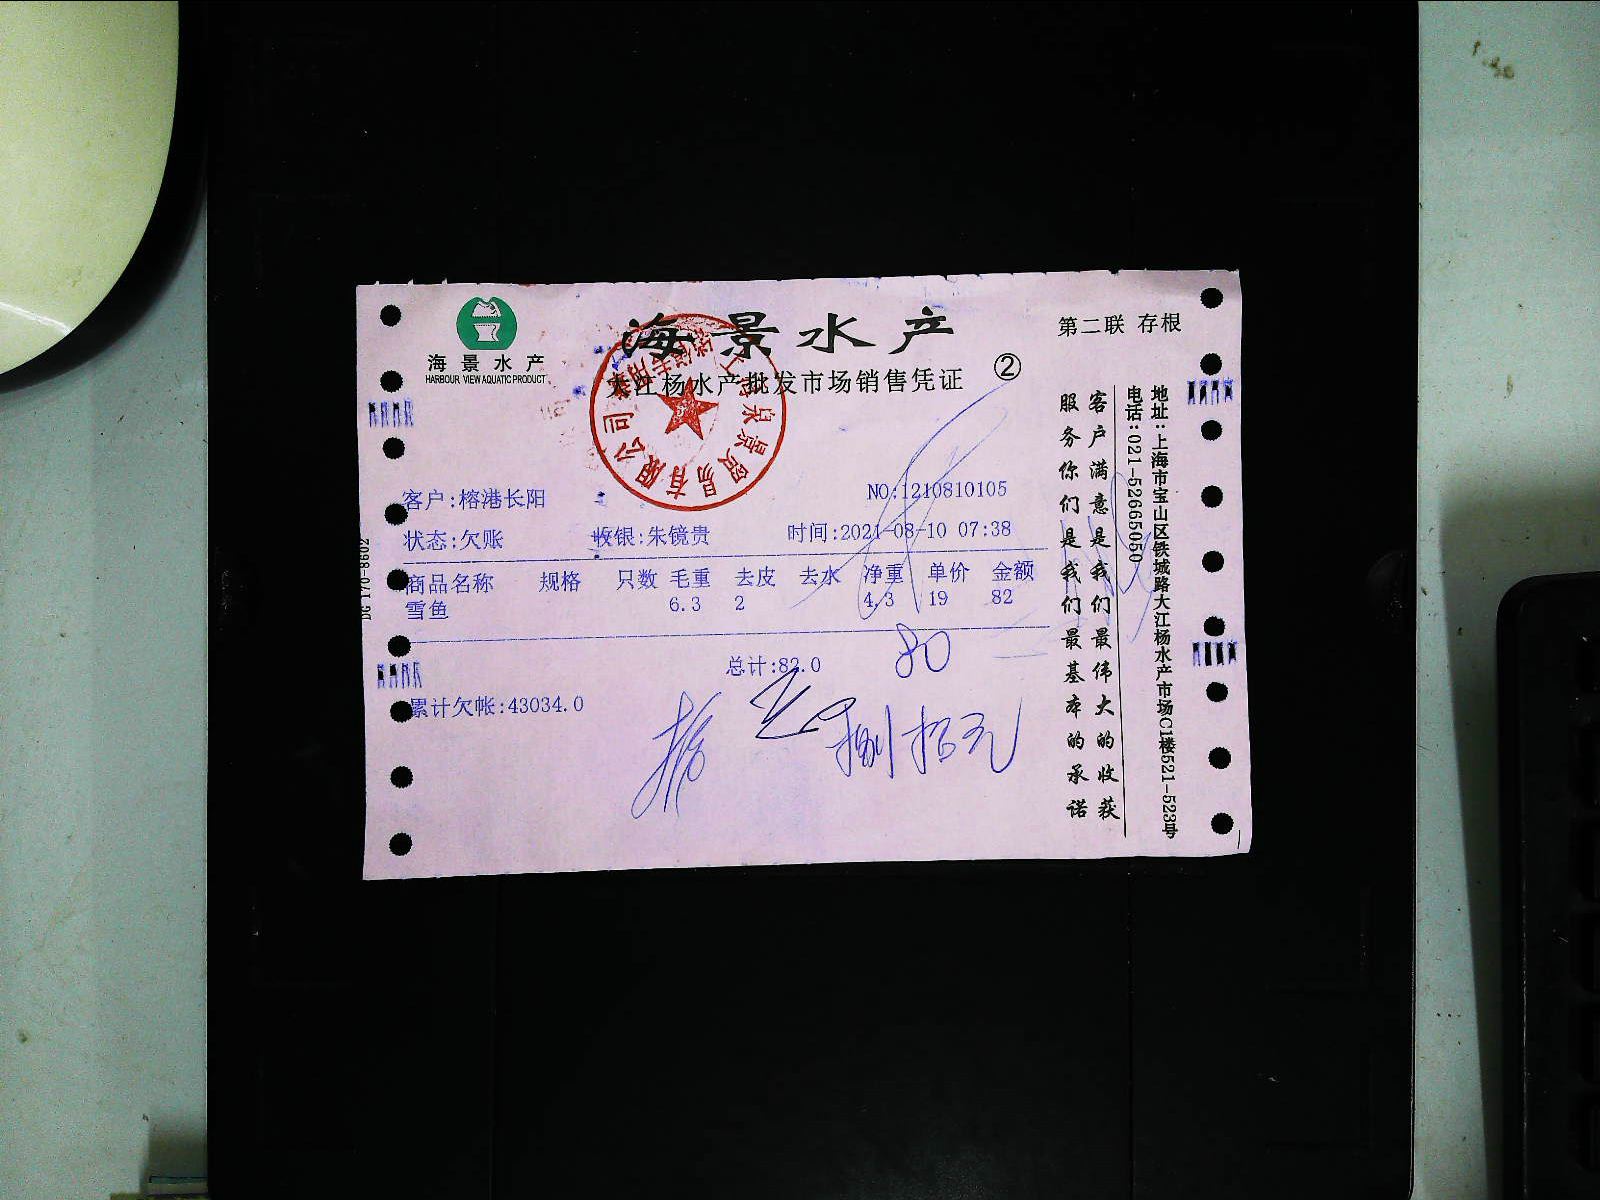 海景水产
HARBOUR VIEW AQUATIC PRODUCT
海景水产
第二联 存根
大江杨水产批发市场销售凭证 ②
客户:榕港长阳 NO:1210810105
状态:欠账 收银:朱镜贵 时间:2021-08-10 07:38
商品名称 规格 只数 毛重 去皮 去水 净重 单价 金额
雪鱼 6.3 2 4.3 19 82
总计:82.0 80
累计欠帐:43034.0
捌拾元
客户满意是我们最伟大的收获
服务你们是我们最基本的承诺
地址:上海市宝山区铁城路大江杨水产市场C1楼521-523号
电话:021-52665050